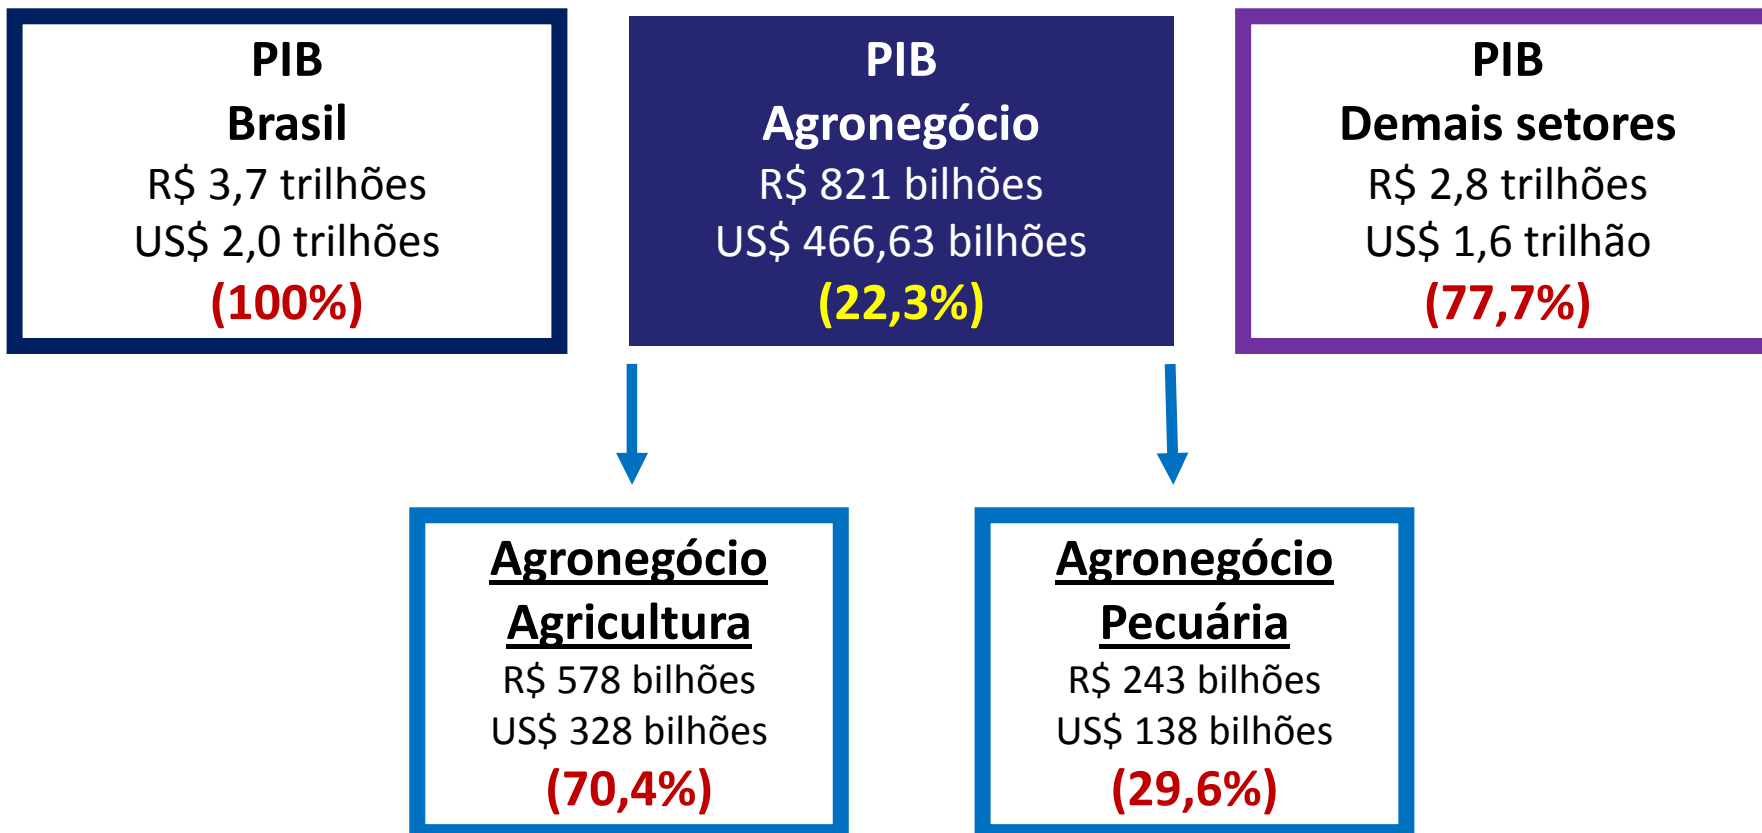 PIB
Brasil
R$ 3,7 trilhões
US$ 2,0 trilhões
(100%)
PIB
Agronegócio
R$ 821 bilhões
US$ 466,63 bilhões
(22,3%)
PIB
Demais setores
R$ 2,8 trilhões
US$ 1,6 trilhão
(77,7%)
Agronegócio
Agricultura
R$ 578 bilhões
US$ 328 bilhões
(70,4%)
Agronegócio
Pecuária
R$ 243 bilhões
US$ 138 bilhões
(29,6%)